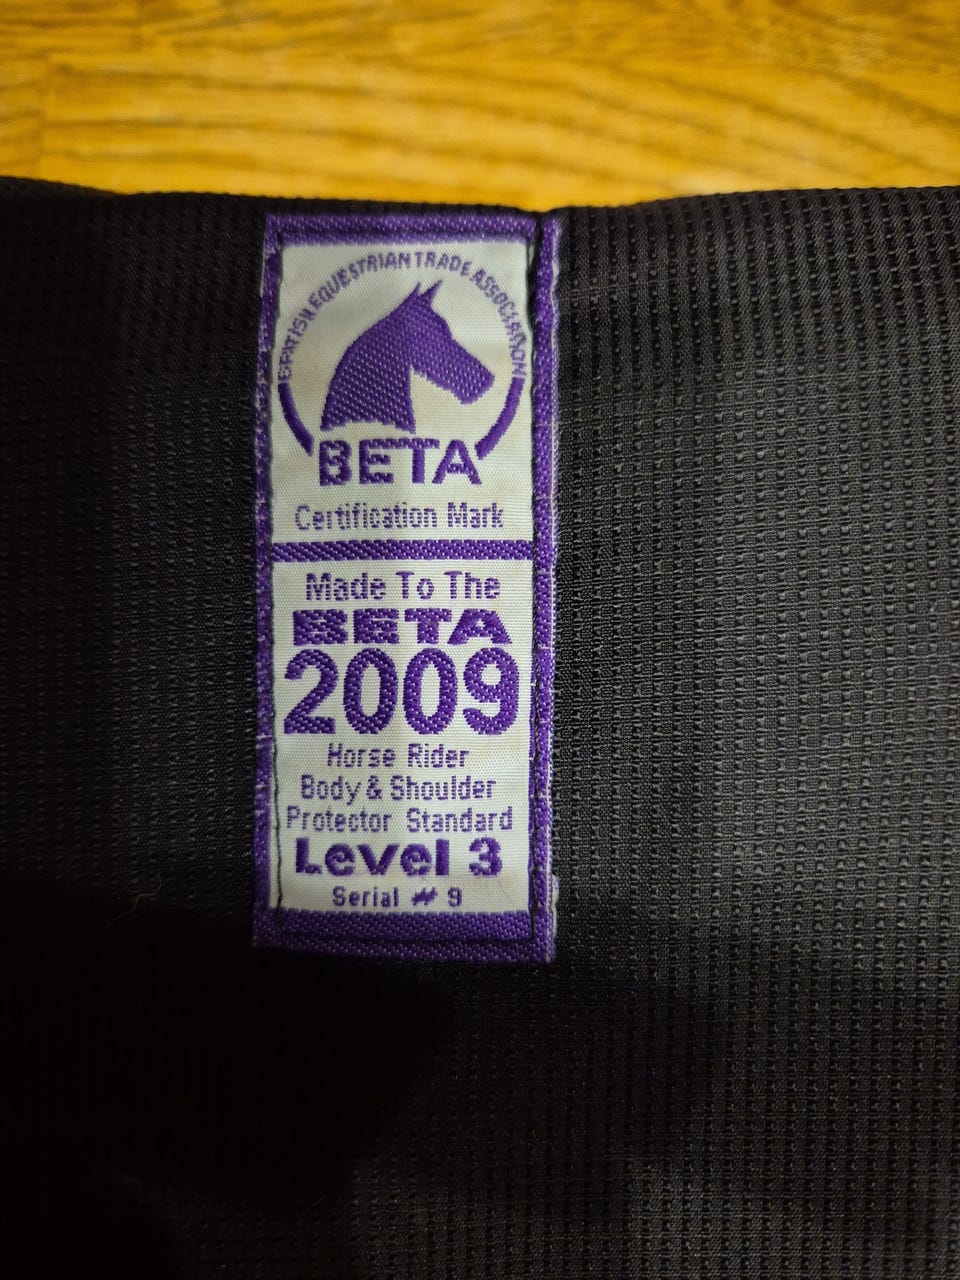 BRITISH EQUESTRIAN TRADE ASSOCIATION
BETA
Certification Mark
Made To The
BETA
2009
Horse Rider
Body & Shoulder
Protector Standard
Level 3
Serial # 9